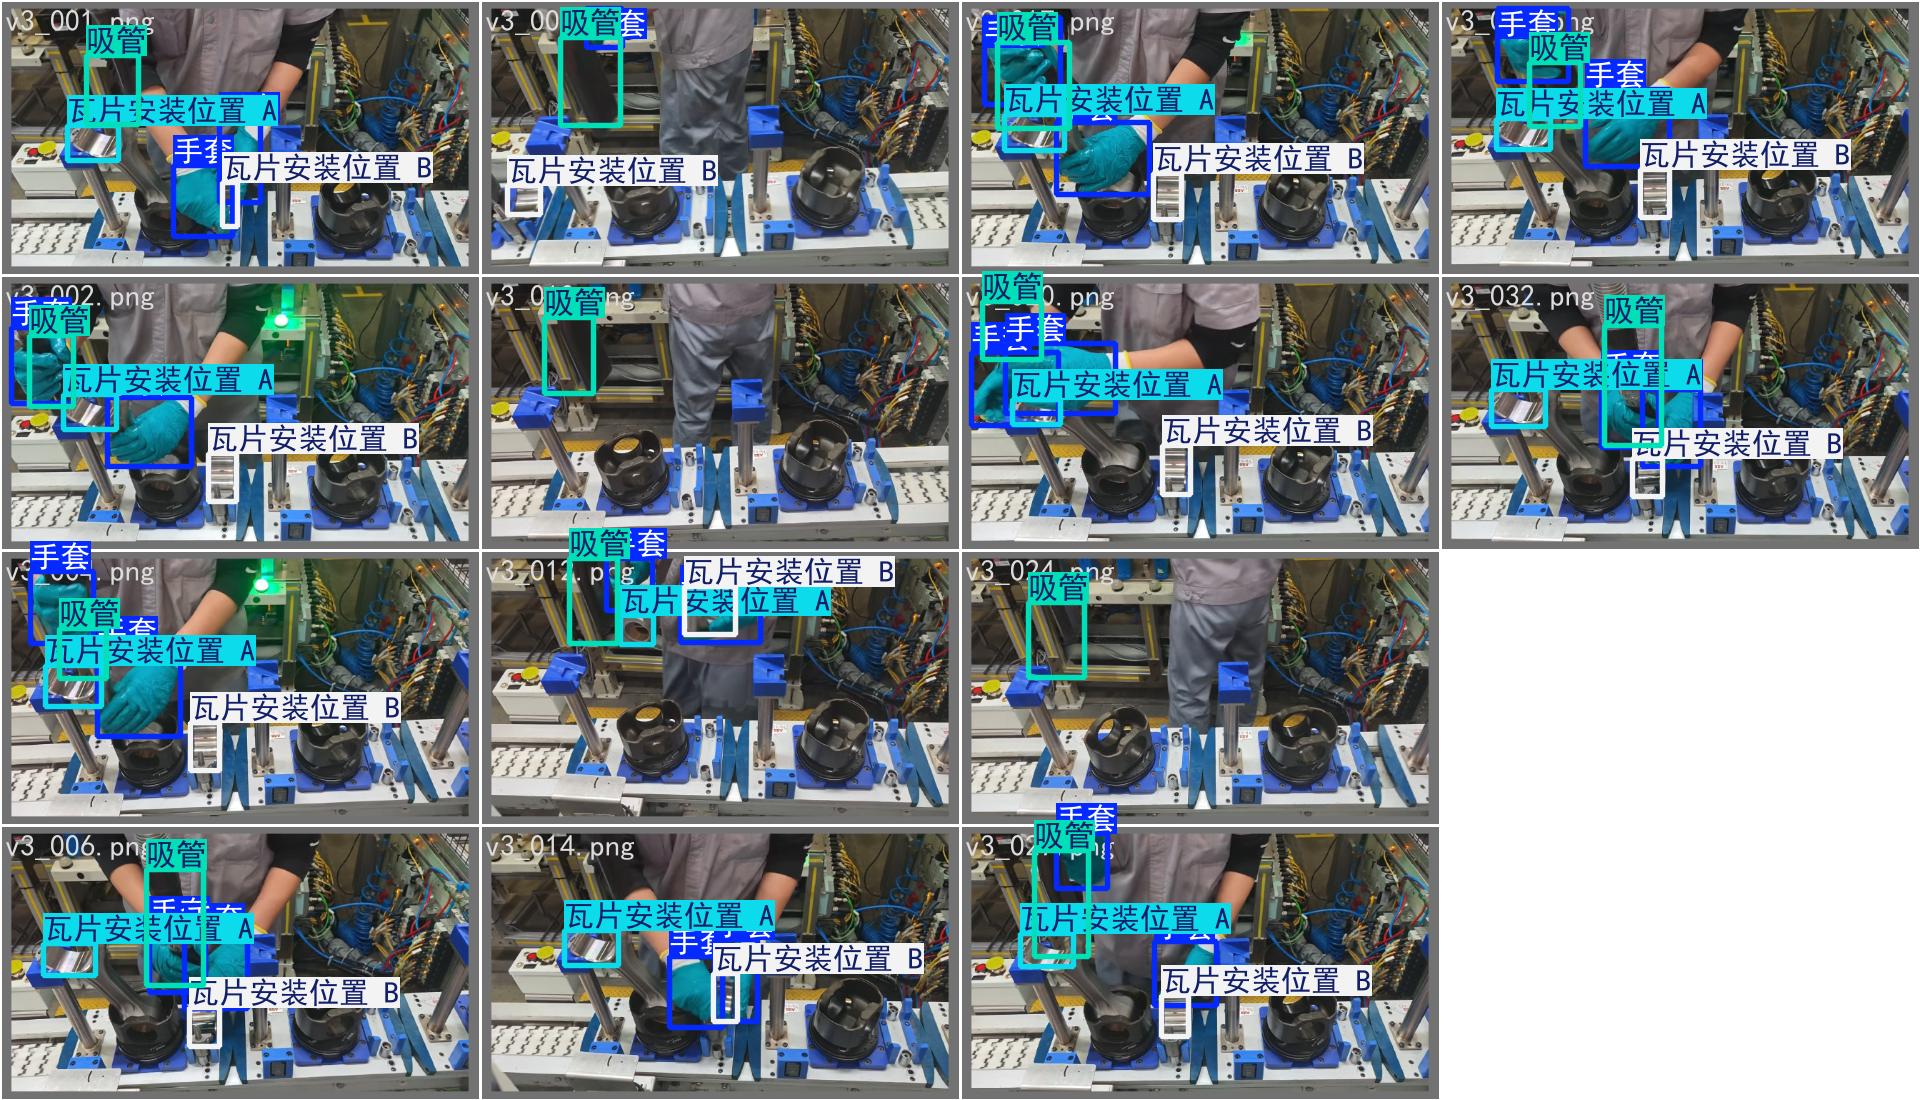 v3_001.png
吸管
瓦片安装位置 A
手套
瓦片安装位置 B
v3_00
吸管
套
瓦片安装位置 B
吸管
瓦片安装位置 A
瓦片安装位置 B
手套
吸管
手套
瓦片安装位置 A
瓦片安装位置 B
v3_002.png
吸管
瓦片安装位置 A
瓦片安装位置 B
吸管
吸管
手套
瓦片安装位置 A
瓦片安装位置 B
v3_032.png
吸管
瓦片安装位置 A
瓦片安装位置 B
手套
吸管
瓦片安装位置 A
瓦片安装位置 B
v3_012.png
吸管
套
瓦片安装位置 B
瓦片安装位置 A
v3_024.png
吸管
v3_006.png
吸管
瓦片安装位置 A
瓦片安装位置 B
v3_014.png
瓦片安装位置 A
瓦片安装位置 B
手套
吸管
瓦片安装位置 A
瓦片安装位置 B